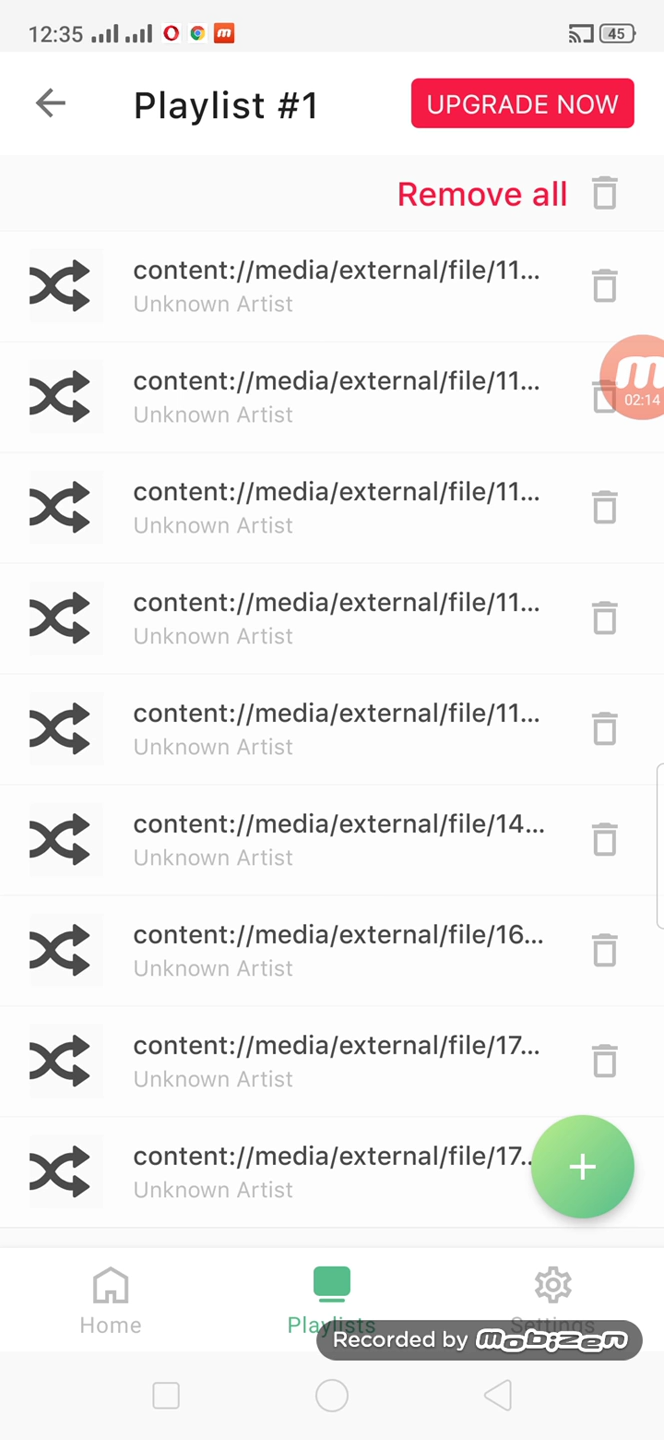 12:35
45
Playlist #1
UPGRADE NOW
Remove all
content://media/external/file/11...
Unknown Artist
content://media/external/file/11...
Unknown Artist
02:14
content://media/external/file/11...
Unknown Artist
content://media/external/file/11...
Unknown Artist
content://media/external/file/11...
Unknown Artist
content://media/external/file/14...
Unknown Artist
content://media/external/file/16...
Unknown Artist
content://media/external/file/17...
Unknown Artist
content://media/external/file/17...
Unknown Artist
Home
Playlists
Settings
Recorded by mobizen